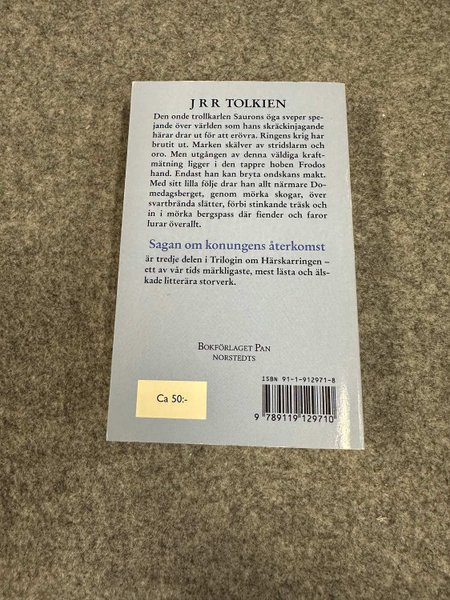 J R R TOLKIEN
Den onde trollkarlen Saurons öga sveper spe-
jande över världen som hans skräckinjagande
härar drar ut för att erövra. Ringens krig har
brutit ut. Marken skälver av stridslarm och
oro. Men utgången av denna väldiga kraft-
mätning ligger i den tappre hoben Frodos
hand. Endast han kan bryta ondskans makt.
Med sitt lilla följe drar han allt närmare Do-
medagsberget, genom mörka skogar, över
svartbrända slätter, förbi stinkande träsk och
in i mörka bergspass där fiender och faror
lurar överallt.
Sagan om konungens återkomst
är tredje delen i Trilogin om Härskarringen –
ett av vår tids märkligaste, mest lästa och äls-
kade litterära storverk.
BOKFÖRLAGET PAN
NORSTEDTS
ISBN 91-1-912971-8
Ca 50:-
9 789119 129710